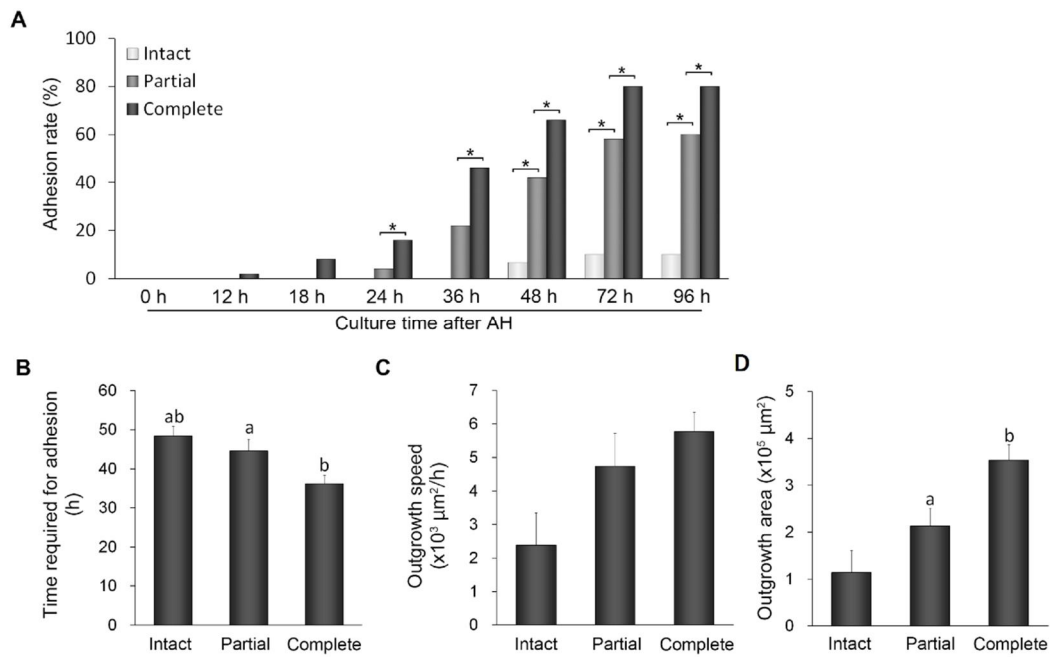 A
100
80
60
40
20
0
Adhesion rate (%)
Intact
Partial
Complete
*
*
*
*
*
*
*
*
0 h 12 h 18 h 24 h 36 h 48 h 72 h 96 h
Culture time after AH
B
60
50
40
30
20
10
0
Time required for adhesion
(h)
ab
a
b
Intact Partial Complete
C
7
6
5
4
3
2
1
0
Outgrowth speed
(x10³ µm²/h)
Intact Partial Complete
D
5
4
3
2
1
0
Outgrowth area (x10⁵ µm²)
a
b
Intact Partial Complete